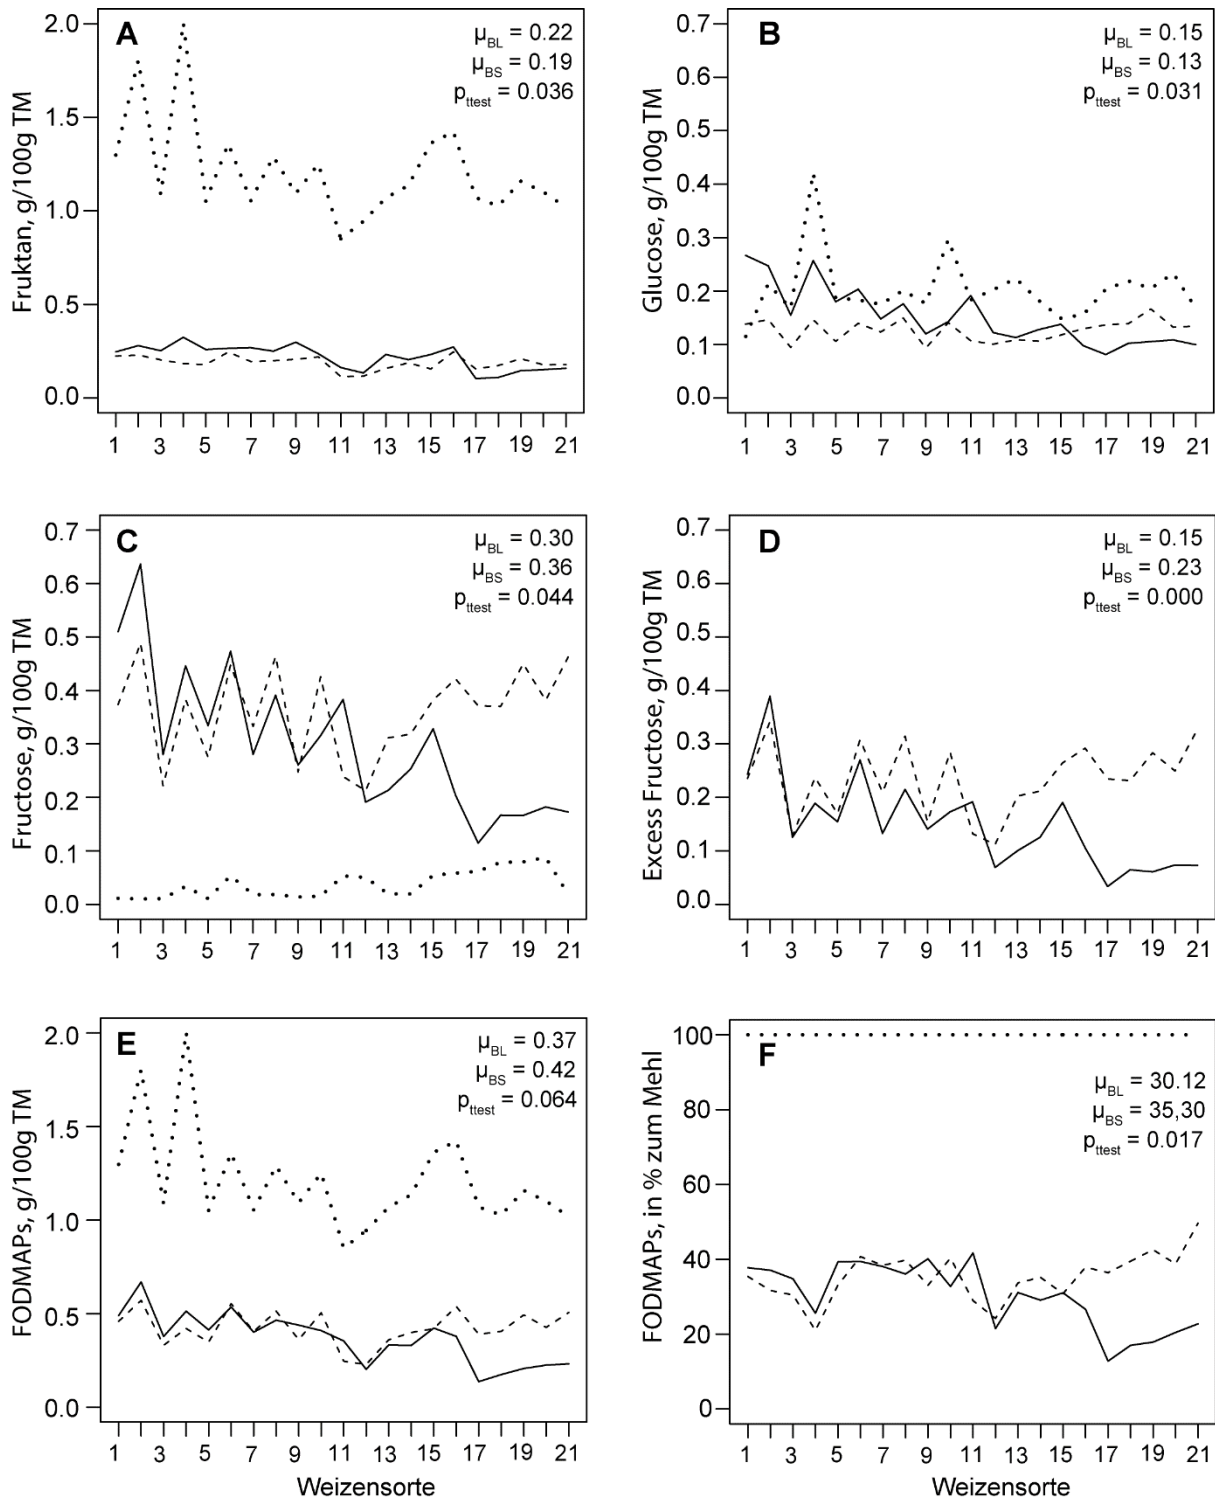 A
μBL = 0.22
μBS = 0.19
pttest = 0.036
Fruktan, g/100g TM
2.0
1.5
1.0
0.5
0.0
1 3 5 7 9 11 13 15 17 19 21
B
μBL = 0.15
μBS = 0.13
pttest = 0.031
Glucose, g/100g TM
0.7
0.6
0.5
0.4
0.3
0.2
0.1
0.0
1 3 5 7 9 11 13 15 17 19 21
C
μBL = 0.30
μBS = 0.36
pttest = 0.044
Fructose, g/100g TM
0.7
0.6
0.5
0.4
0.3
0.2
0.1
0.0
1 3 5 7 9 11 13 15 17 19 21
D
μBL = 0.15
μBS = 0.23
pttest = 0.000
Excess Fructose, g/100g TM
0.7
0.6
0.5
0.4
0.3
0.2
0.1
0.0
1 3 5 7 9 11 13 15 17 19 21
E
μBL = 0.37
μBS = 0.42
pttest = 0.064
FODMAPs, g/100g TM
2.0
1.5
1.0
0.5
0.0
1 3 5 7 9 11 13 15 17 19 21
Weizensorte
F
μBL = 30.12
μBS = 35,30
pttest = 0.017
FODMAPs, in % zum Mehl
100
80
60
40
20
0
1 3 5 7 9 11 13 15 17 19 21
Weizensorte